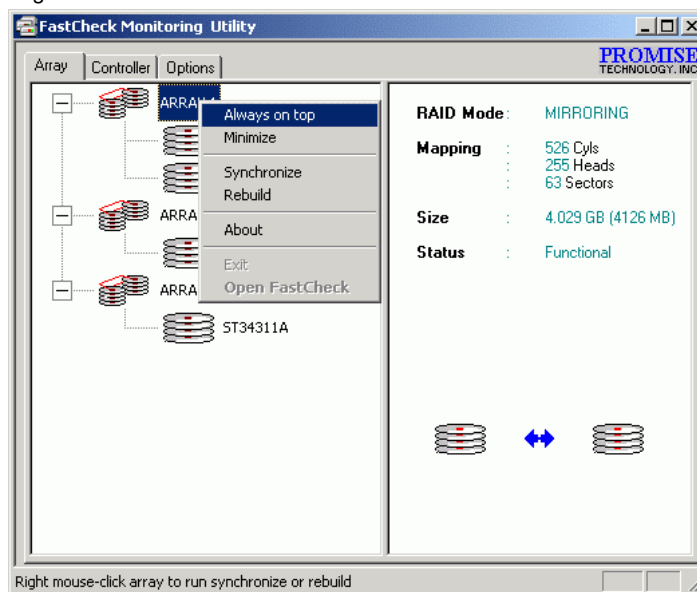 FastCheck Monitoring Utility
PROMISE
TECHNOLOGY, INC
Array Controller Options
Always on top
Minimize
Synchronize
Rebuild
About
Exit
Open FastCheck
ST34311A
RAID Mode : MIRRORING
Mapping : 526 Cyls
: 255 Heads
: 63 Sectors
Size : 4.029 GB (4126 MB)
Status : Functional
Right mouse-click array to run synchronize or rebuild